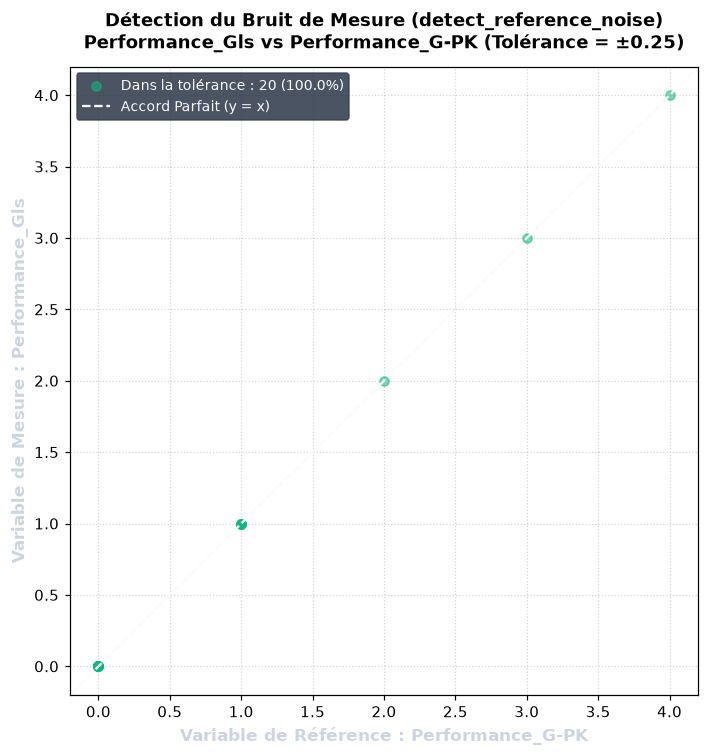 Détection du Bruit de Mesure (detect_reference_noise)
Performance_Gls vs Performance_G-PK (Tolérance = ±0.25)
Dans la tolérance : 20 (100.0%)
Accord Parfait (y = x)
Variable de Mesure : Performance_Gls
4.0
3.5
3.0
2.5
2.0
1.5
1.0
0.5
0.0
0.0 0.5 1.0 1.5 2.0 2.5 3.0 3.5 4.0
Variable de Référence : Performance_G-PK